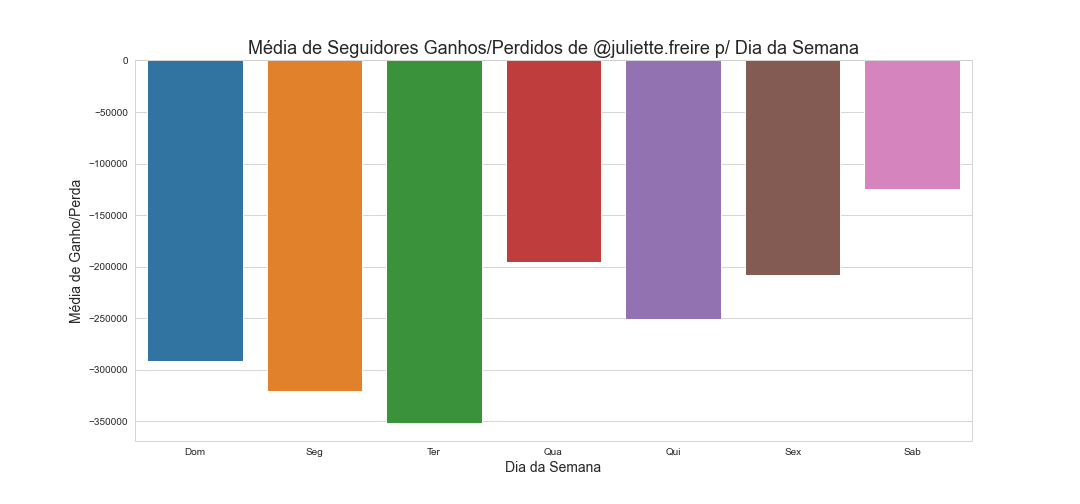 Média de Seguidores Ganhos/Perdidos de @juliette.freire p/ Dia da Semana
0
−50000
−100000
−150000
−200000
−250000
−300000
−350000
Média de Ganho/Perda
Dom Seg Ter Qua Qui Sex Sab
Dia da Semana